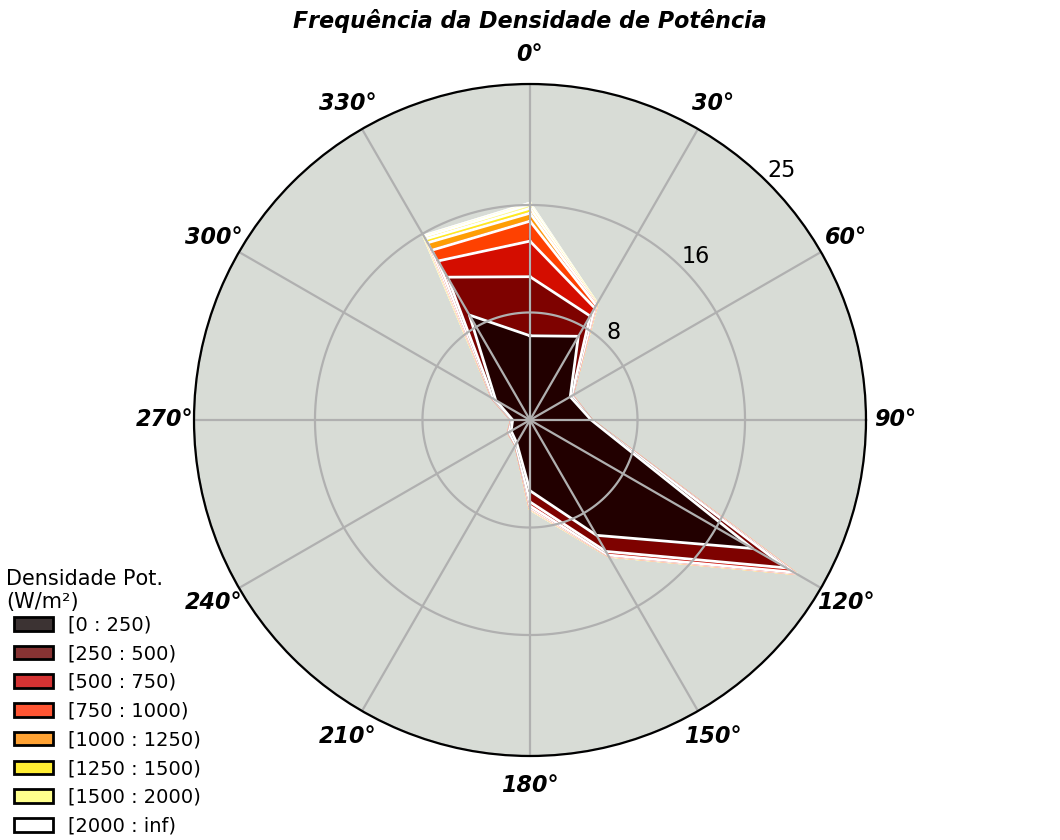 Frequência da Densidade de Potência
0°
330°
30°
25
300°
60°
16
8
270°
90°
240°
120°
210°
150°
180°
Densidade Pot.
(W/m²)
[0 : 250)
[250 : 500)
[500 : 750)
[750 : 1000)
[1000 : 1250)
[1250 : 1500)
[1500 : 2000)
[2000 : inf)